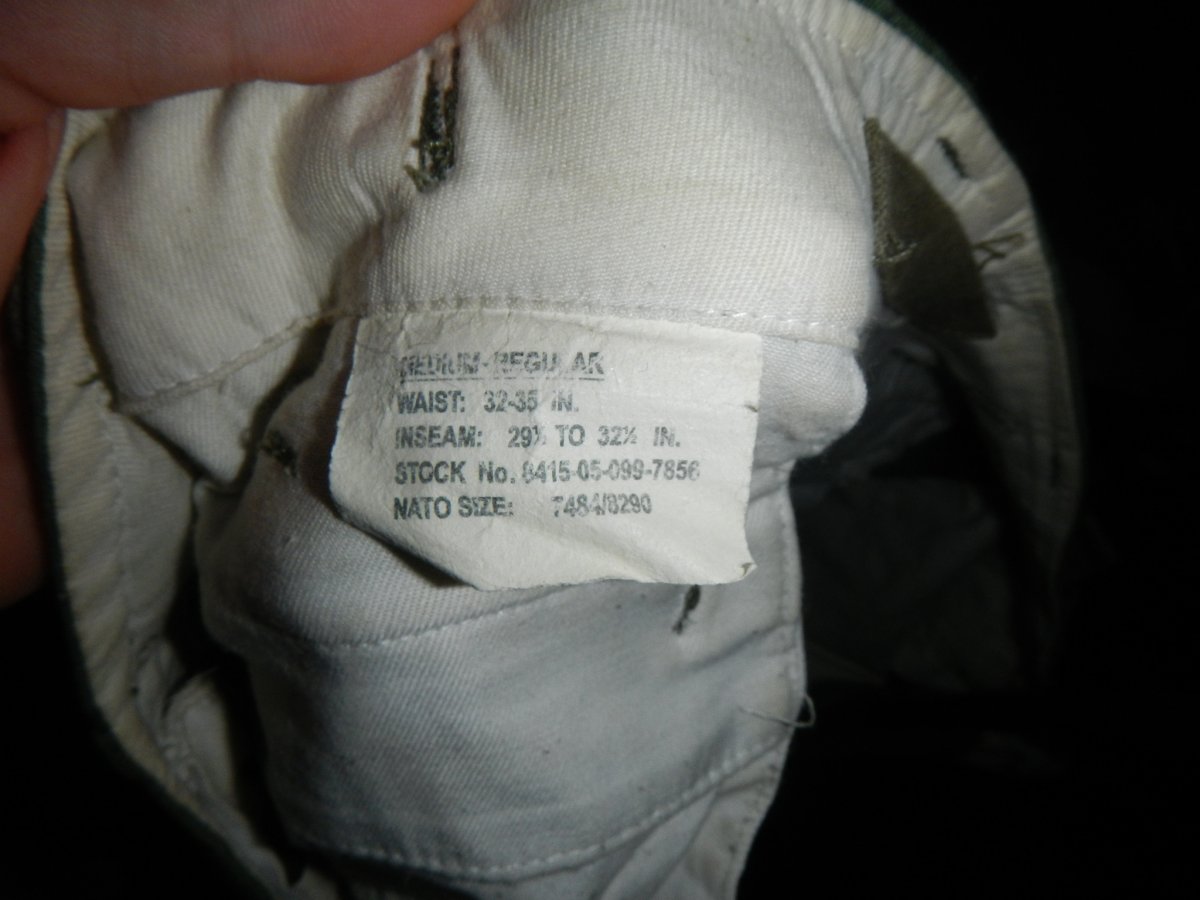 MEDIUM-REGULAR
WAIST: 32-35 IN.
INSEAM: 29½ TO 32½ IN.
STOCK No. 8415-05-099-7856
NATO SIZE: 7484/8290